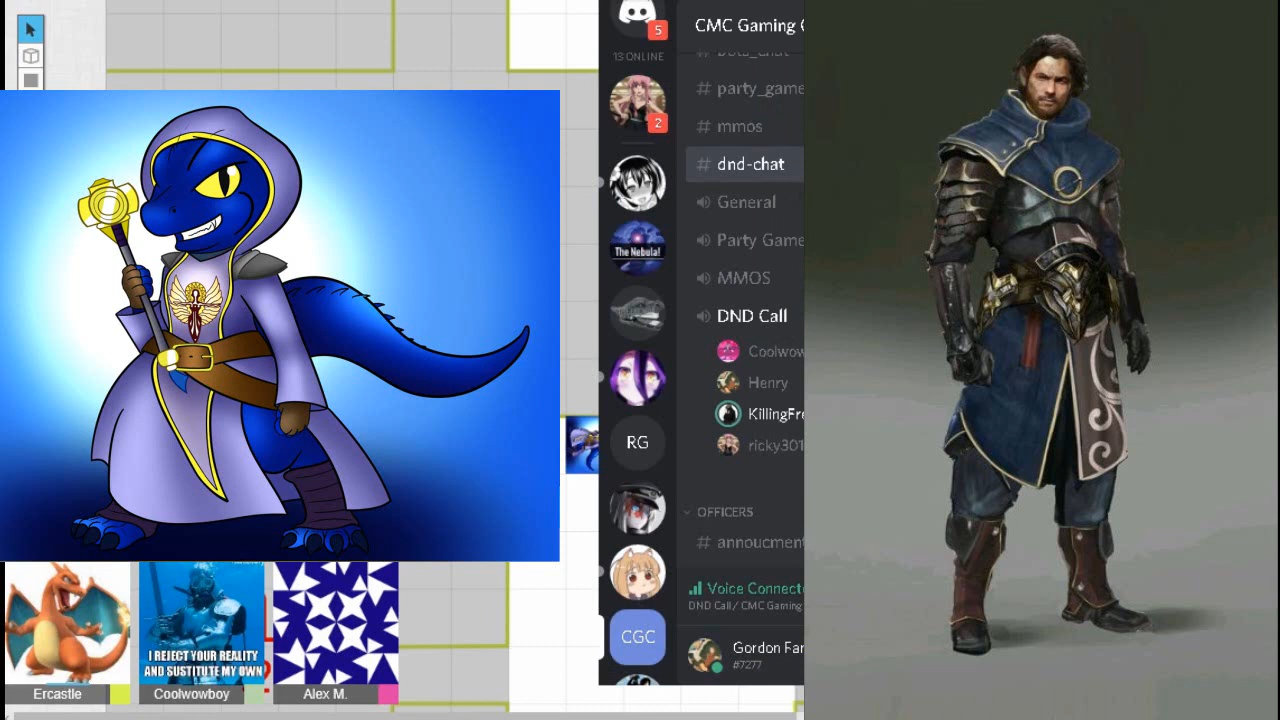 5
13 ONLINE
2
The Nebula!
RG
CGC
CMC Gaming
# bots_chat
# party_game
# mmos
# dnd-chat
General
Party Game
MMOS
DND Call
Coolwow
Henry
KillingFre
ricky301
OFFICERS
# annoucment
Voice Connecte
DND Call / CMC Gaming
Gordon Far
#7277
I REJECT YOUR REALITY
AND SUSTITUTE MY OWN
Ercastle
Coolwowboy
Alex M.